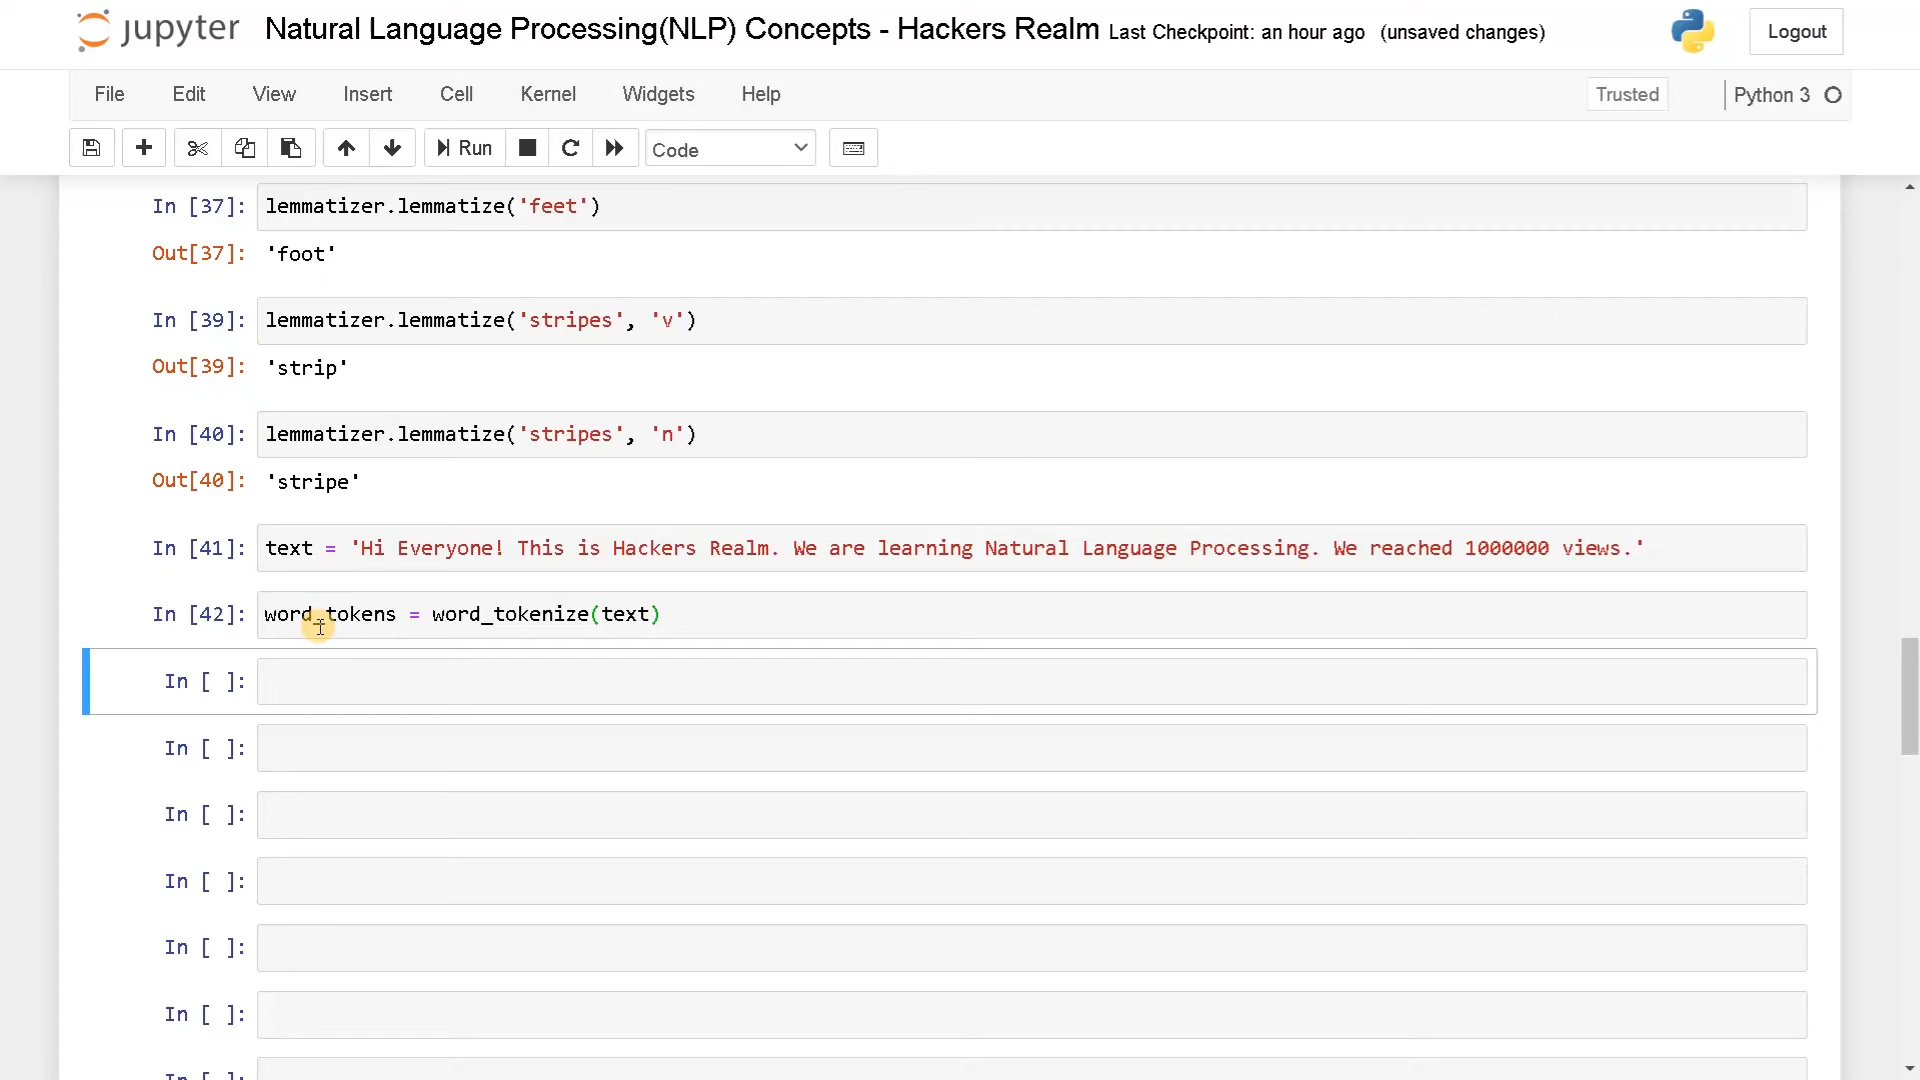 jupyter Natural Language Processing(NLP) Concepts - Hackers Realm Last Checkpoint: an hour ago (unsaved changes) Logout
File Edit View Insert Cell Kernel Widgets Help Trusted Python 3
Run Code
In [37]: lemmatizer.lemmatize('feet')
Out[37]: 'foot'
In [39]: lemmatizer.lemmatize('stripes', 'v')
Out[39]: 'strip'
In [40]: lemmatizer.lemmatize('stripes', 'n')
Out[40]: 'stripe'
In [41]: text = 'Hi Everyone! This is Hackers Realm. We are learning Natural Language Processing. We reached 1000000 views.'
In [42]: word_tokens = word_tokenize(text)
In [ ]:
In [ ]:
In [ ]:
In [ ]:
In [ ]:
In [ ]:
In [ ]: